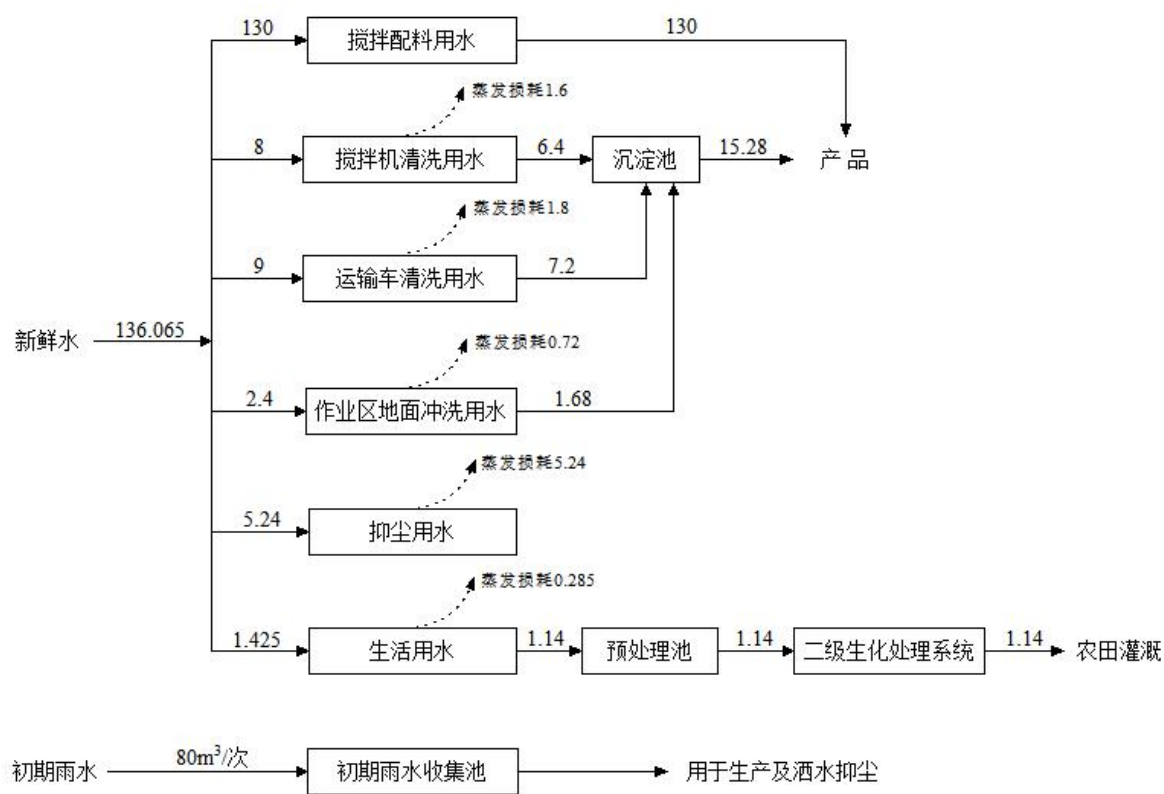 130
搅拌配料用水
130
蒸发损耗1.6
8
搅拌机清洗用水
6.4
沉淀池
15.28
产品
蒸发损耗1.8
9
运输车清洗用水
7.2
新鲜水
136.065
蒸发损耗0.72
2.4
作业区地面冲洗用水
1.68
蒸发损耗5.24
5.24
抑尘用水
蒸发损耗0.285
1.425
生活用水
1.14
预处理池
1.14
二级生化处理系统
1.14
农田灌溉
初期雨水
80m³/次
初期雨水收集池
用于生产及洒水抑尘